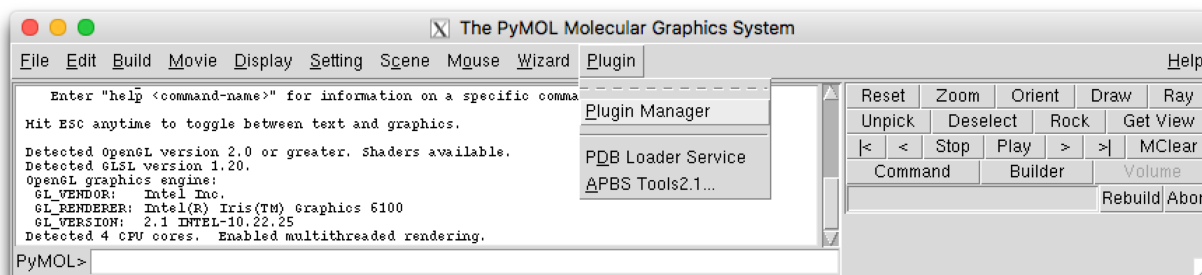 The PyMOL Molecular Graphics System
File Edit Build Movie Display Setting Scene Mouse Wizard Plugin Help
Enter "help <command-name>" for information on a specific comma
Hit ESC anytime to toggle between text and graphics.
Detected OpenGL version 2.0 or greater. Shaders available.
Detected GLSL version 1.20.
OpenGL graphics engine:
GL_VENDOR: Intel Inc.
GL_RENDERER: Intel(R) Iris(TM) Graphics 6100
GL_VERSION: 2.1 INTEL-10.22.25
Detected 4 CPU cores. Enabled multithreaded rendering.
PyMOL>
Plugin Manager
PDB Loader Service
APBS Tools2.1...
Reset Zoom Orient Draw Ray
Unpick Deselect Rock Get View
|< < Stop Play > >| MClear
Command Builder Volume
Rebuild Abor